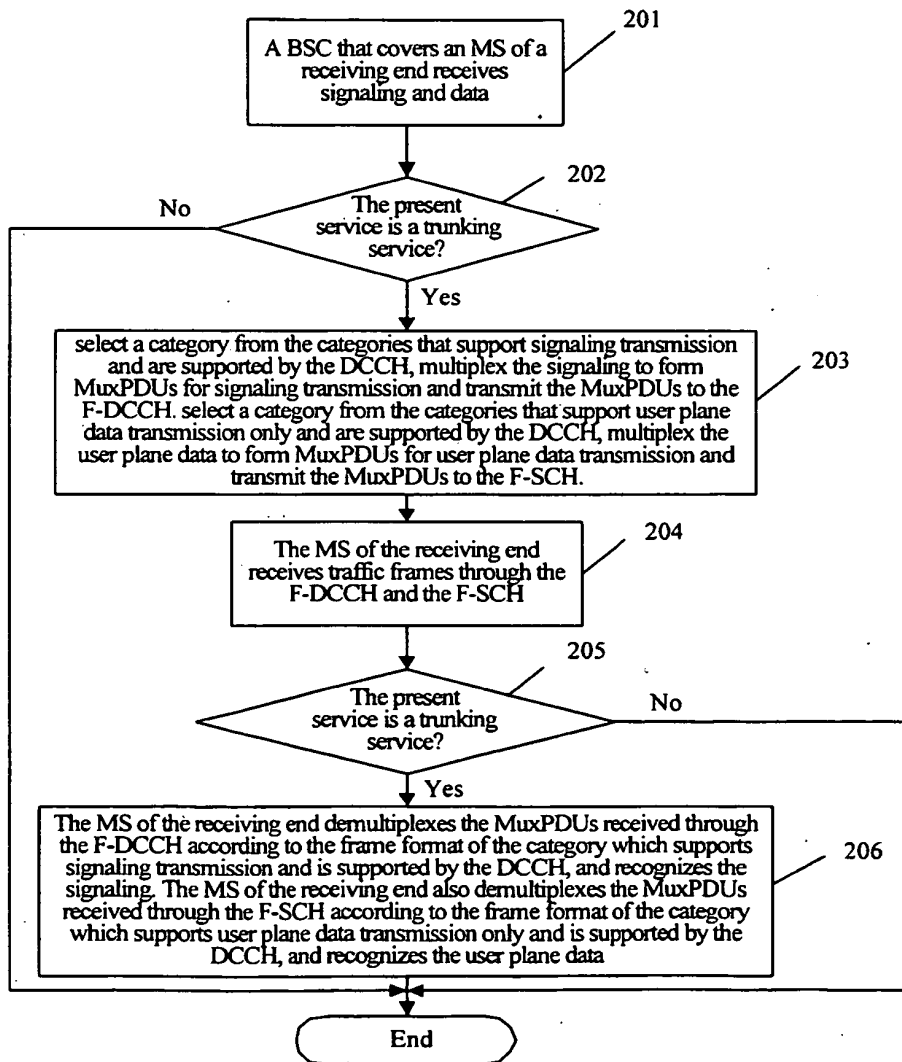 201
A BSC that covers an MS of a
receiving end receives
signaling and data
202
No
The present
service is a trunking
service?
Yes
select a category from the categories that support signaling transmission
and are supported by the DCCH, multiplex the signaling to form
MuxPDUs for signaling transmission and transmit the MuxPDUs to the
F-DCCH. select a category from the categories that support user plane
data transmission only and are supported by the DCCH, multiplex the
user plane data to form MuxPDUs for user plane data transmission and
transmit the MuxPDUs to the F-SCH.
203
204
The MS of the receiving end
receives traffic frames through the
F-DCCH and the F-SCH
205
The present
service is a trunking
service?
No
Yes
The MS of the receiving end demultiplexes the MuxPDUs received through
the F-DCCH according to the frame format of the category which supports
signaling transmission and is supported by the DCCH, and recognizes the
signaling. The MS of the receiving end also demultiplexes the MuxPDUs
received through the F-SCH according to the frame format of the category
which supports user plane data transmission only and is supported by the
DCCH, and recognizes the user plane data
206
End